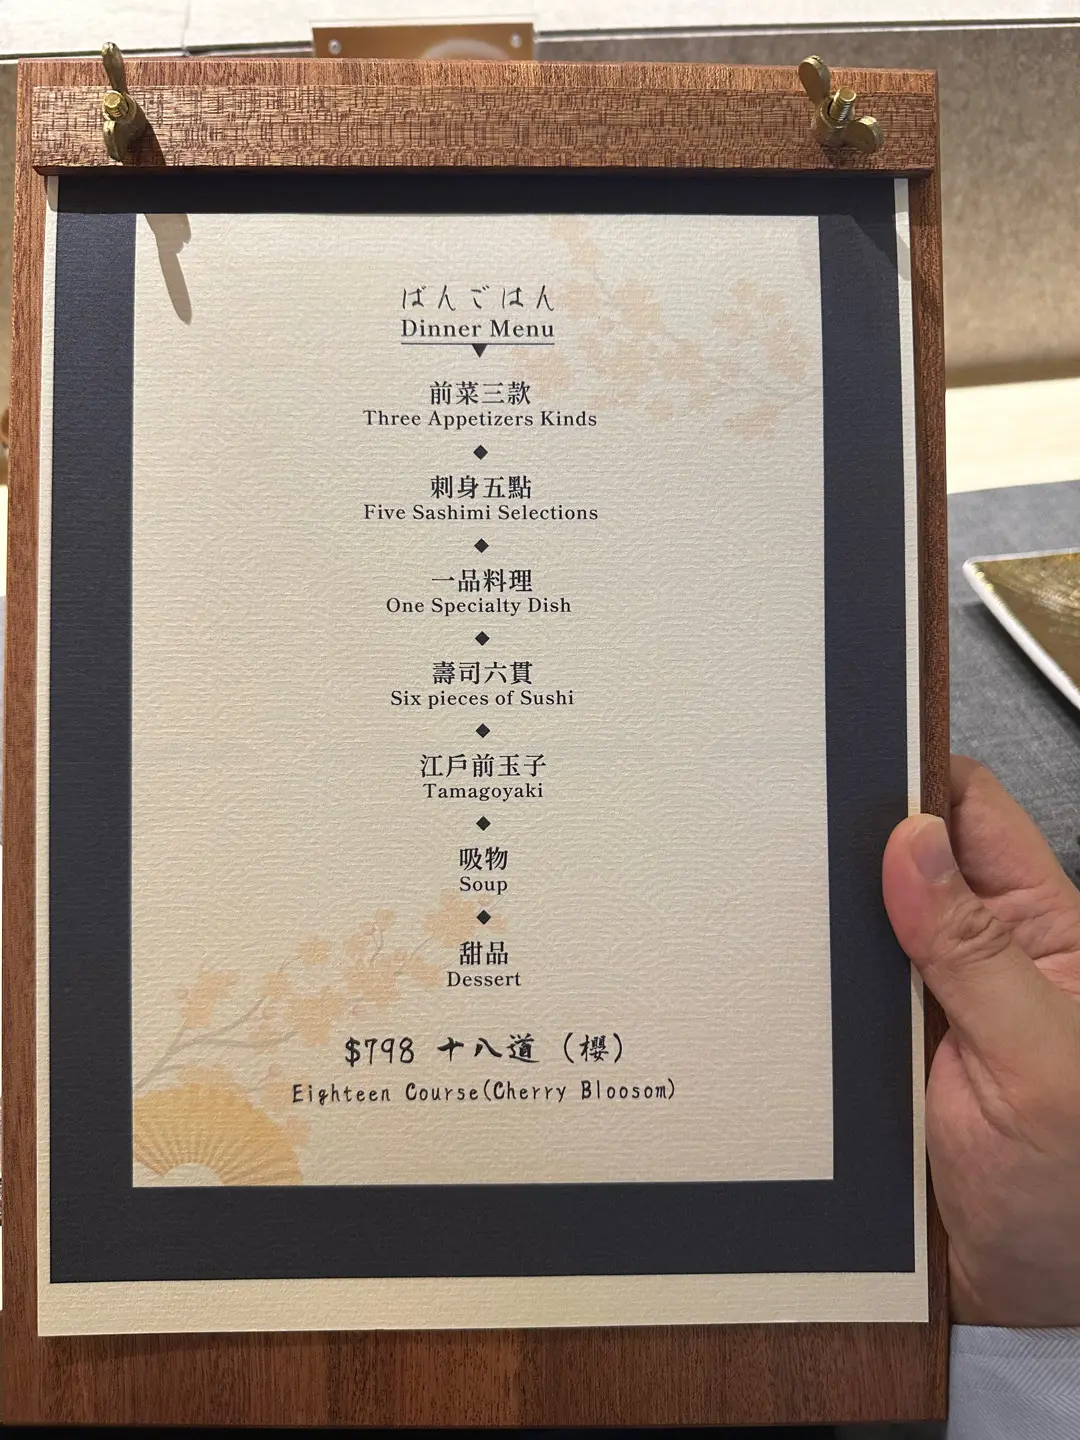 ばんごはん
Dinner Menu
前菜三款
Three Appetizers Kinds
刺身五點
Five Sashimi Selections
一品料理
One Specialty Dish
壽司六貫
Six pieces of Sushi
江戶前玉子
Tamagoyaki
吸物
Soup
甜品
Dessert
$798 十八道（櫻）
Eighteen Course(Cherry Bloosom)